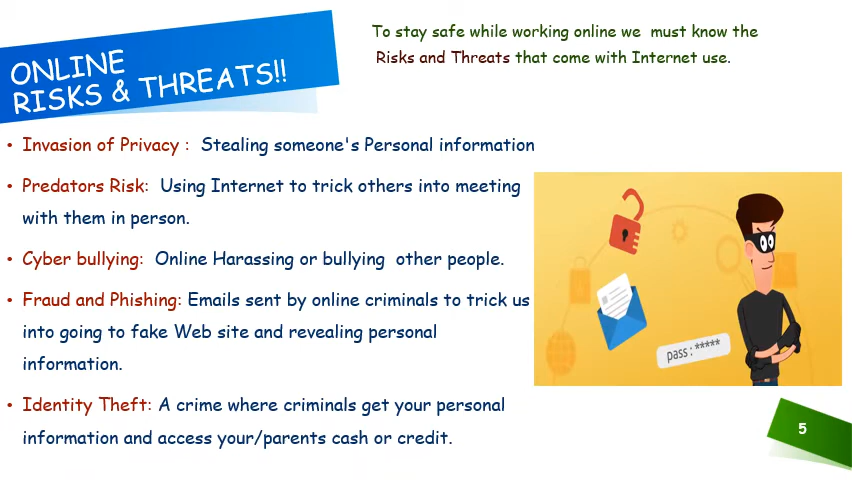 ONLINE
RISKS & THREATS!!
To stay safe while working online we must know the
Risks and Threats that come with Internet use.
• Invasion of Privacy : Stealing someone's Personal information
• Predators Risk: Using Internet to trick others into meeting
with them in person.
• Cyber bullying: Online Harassing or bullying other people.
• Fraud and Phishing: Emails sent by online criminals to trick us
into going to fake Web site and revealing personal
information.
• Identity Theft: A crime where criminals get your personal
information and access your/parents cash or credit.
pass:*****
5